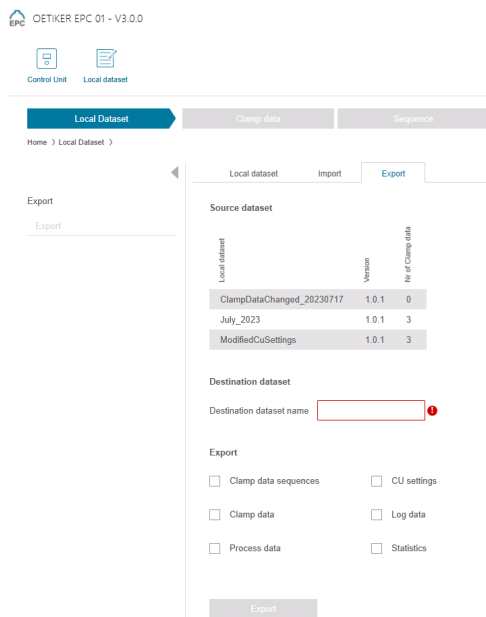 EPC OETIKER EPC 01 - V3.0.0
Control Unit Local dataset
Local Dataset Clamp data Sequence
Home > Local Dataset >
Local dataset Import Export
Export
Export
Source dataset
Local dataset Version Nr of Clamp data
ClampDataChanged_20230717 1.0.1 0
July_2023 1.0.1 3
ModifiedCuSettings 1.0.1 3
Destination dataset
Destination dataset name
Export
Clamp data sequences CU settings
Clamp data Log data
Process data Statistics
Export